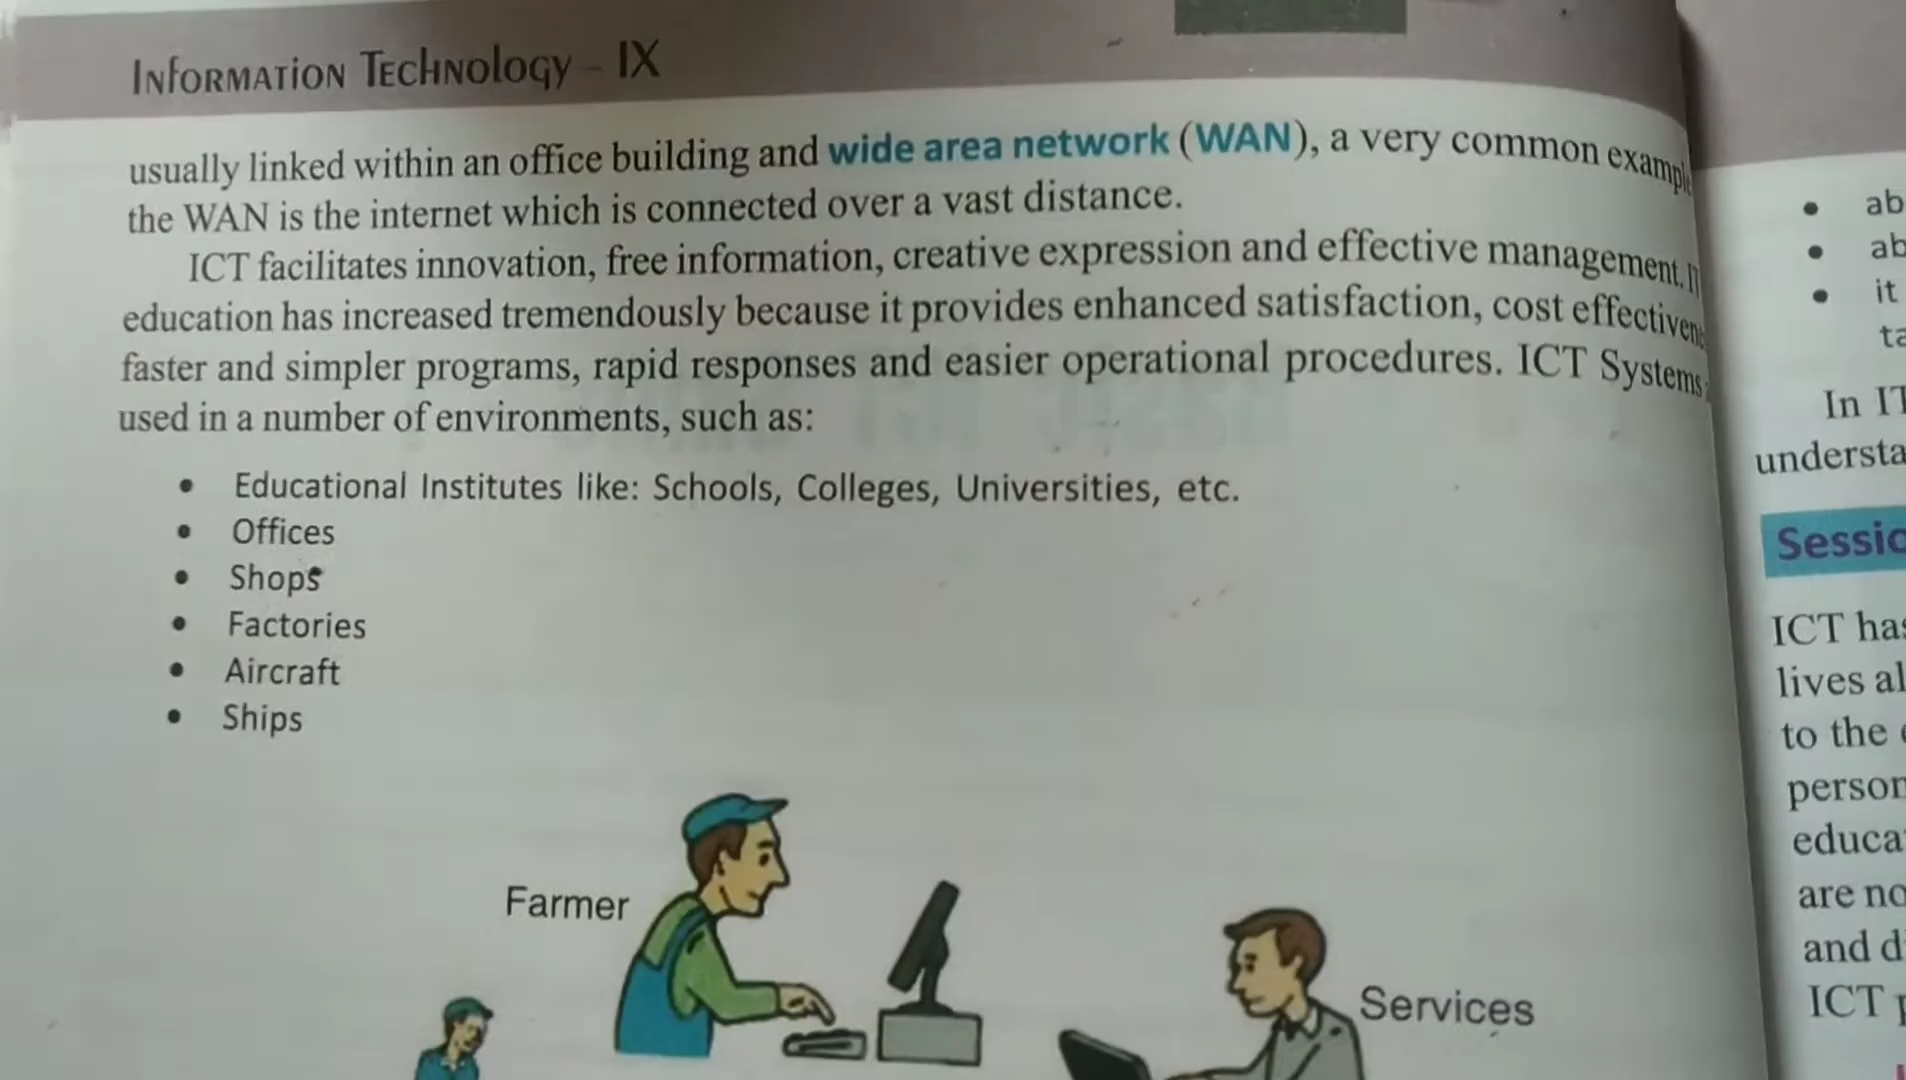 Information Technology – IX
usually linked within an office building and wide area network (WAN), a very common
the WAN is the internet which is connected over a vast distance.
ICT facilitates innovation, free information, creative expression and effective management.
education has increased tremendously because it provides enhanced satisfaction, cost
faster and simpler programs, rapid responses and easier operational procedures. ICT Systems
used in a number of environments, such as:
• Educational Institutes like: Schools, Colleges, Universities, etc.
• Offices
• Shops
• Factories
• Aircraft
• Ships
Farmer
Services
• ab
• ab
• it
ta
In IT
understa
Sessio
ICT has
lives al
to the
person
educa
are no
and d
ICT